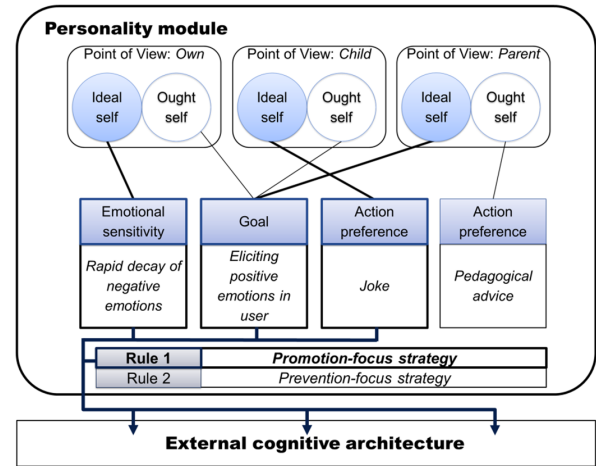 Personality module
Point of View: Own
Point of View: Child
Point of View: Parent
Ideal
self
Ought
self
Ideal
self
Ought
self
Ideal
self
Ought
self
Emotional
sensitivity
Rapid decay of
negative
emotions
Goal
Eliciting
positive
emotions in
user
Action
preference
Joke
Action
preference
Pedagogical
advice
Rule 1 Promotion-focus strategy
Rule 2 Prevention-focus strategy
External cognitive architecture